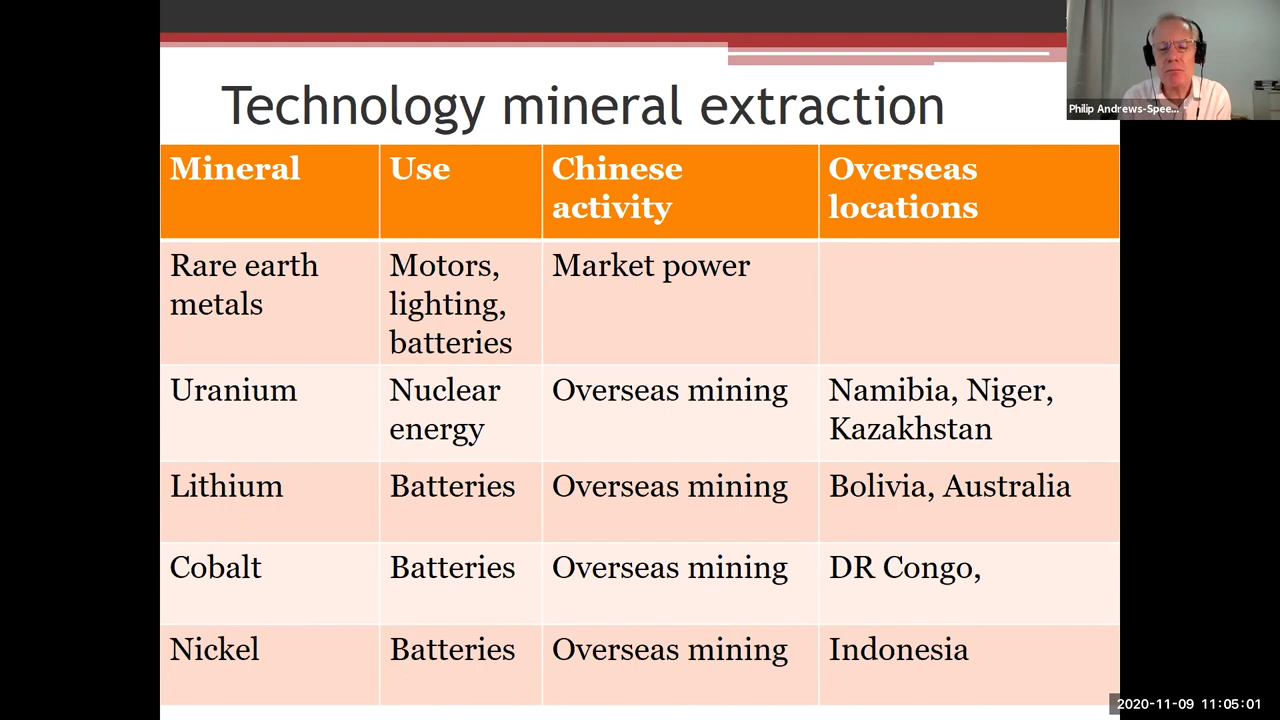 Technology mineral extraction
Philip Andrews-Spee...
Mineral
Use
Chinese
activity
Overseas
locations
Rare earth
metals
Motors,
lighting,
batteries
Market power
Uranium
Nuclear
energy
Overseas mining
Namibia, Niger,
Kazakhstan
Lithium
Batteries
Overseas mining
Bolivia, Australia
Cobalt
Batteries
Overseas mining
DR Congo,
Nickel
Batteries
Overseas mining
Indonesia
2020-11-09 11:05:01